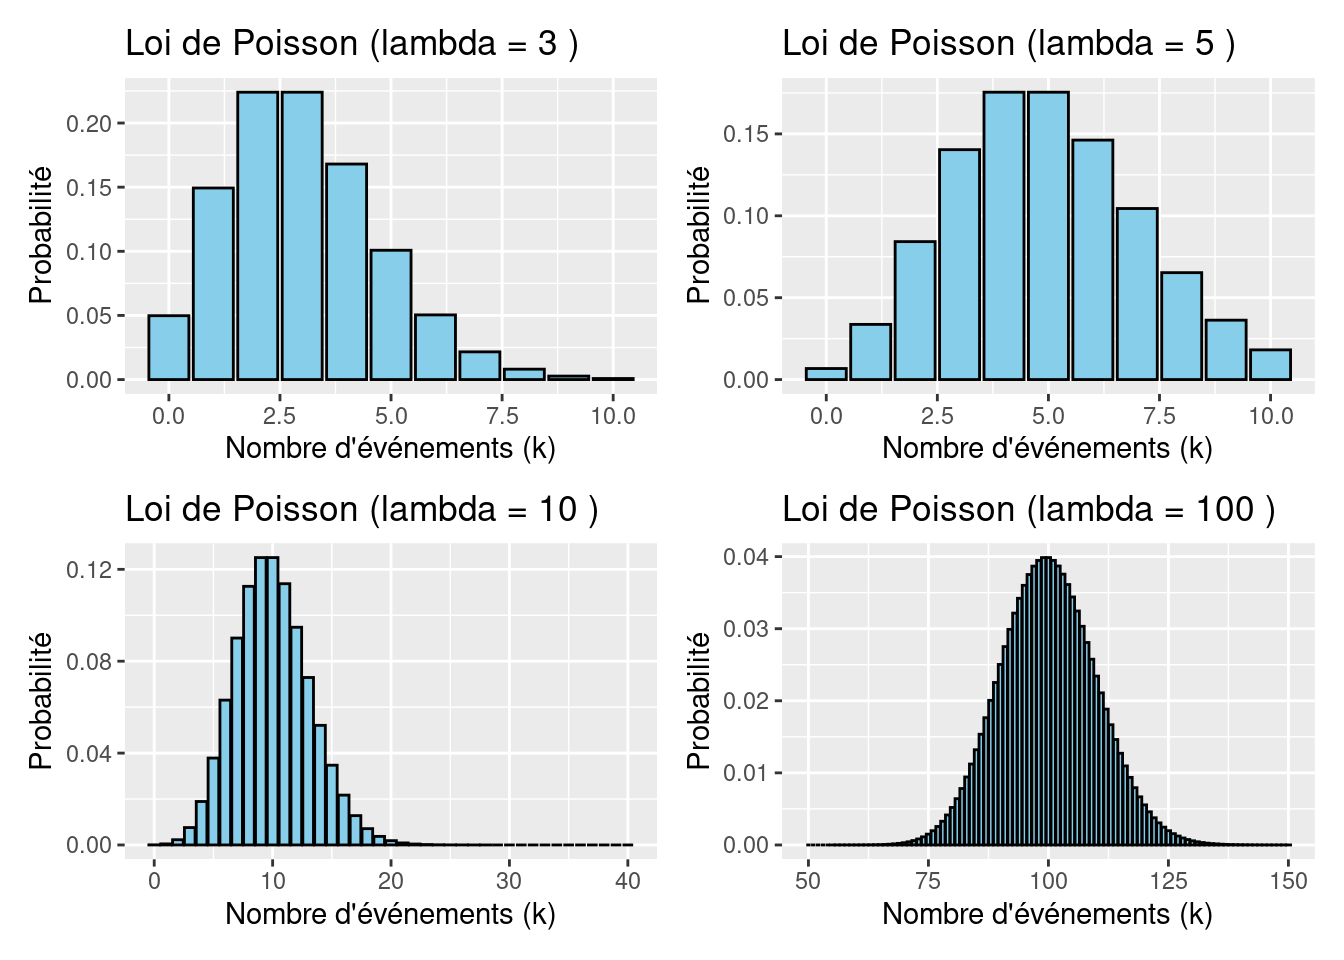 Loi de Poisson (lambda = 3 )
Probabilité
0.20
0.15
0.10
0.05
0.00
0.0 2.5 5.0 7.5 10.0
Nombre d'événements (k)
Loi de Poisson (lambda = 5 )
Probabilité
0.15
0.10
0.05
0.00
0.0 2.5 5.0 7.5 10.0
Nombre d'événements (k)
Loi de Poisson (lambda = 10 )
Probabilité
0.12
0.08
0.04
0.00
0 10 20 30 40
Nombre d'événements (k)
Loi de Poisson (lambda = 100 )
Probabilité
0.04
0.03
0.02
0.01
0.00
50 75 100 125 150
Nombre d'événements (k)